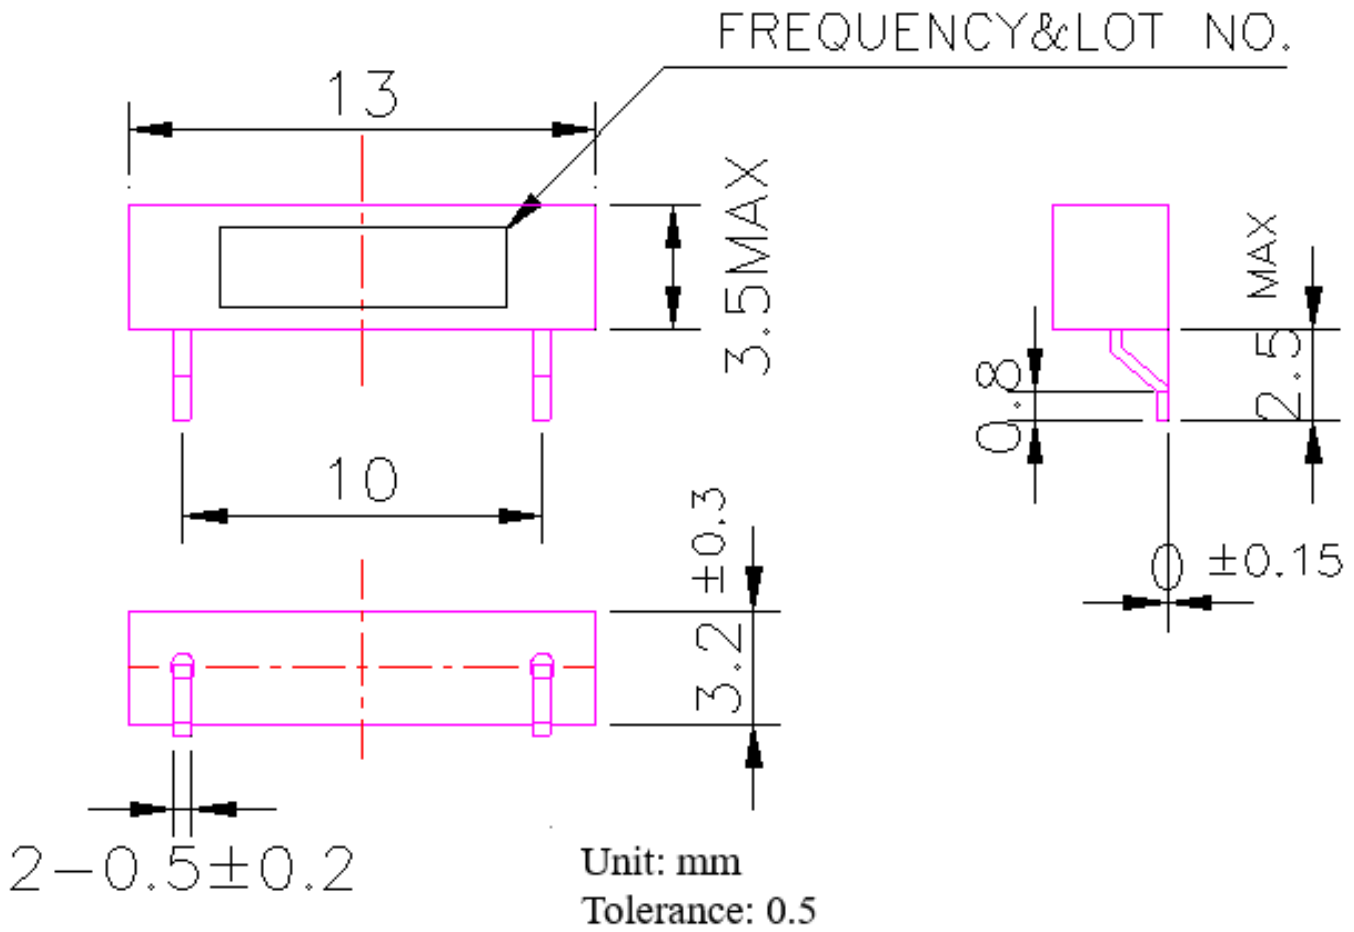 FREQUENCY&LOT NO.
13
3.5MAX
MAX
2.5
0.8
10
±0.3
3.2
0 ±0.15
2-0.5±0.2
Unit: mm
Tolerance: 0.5